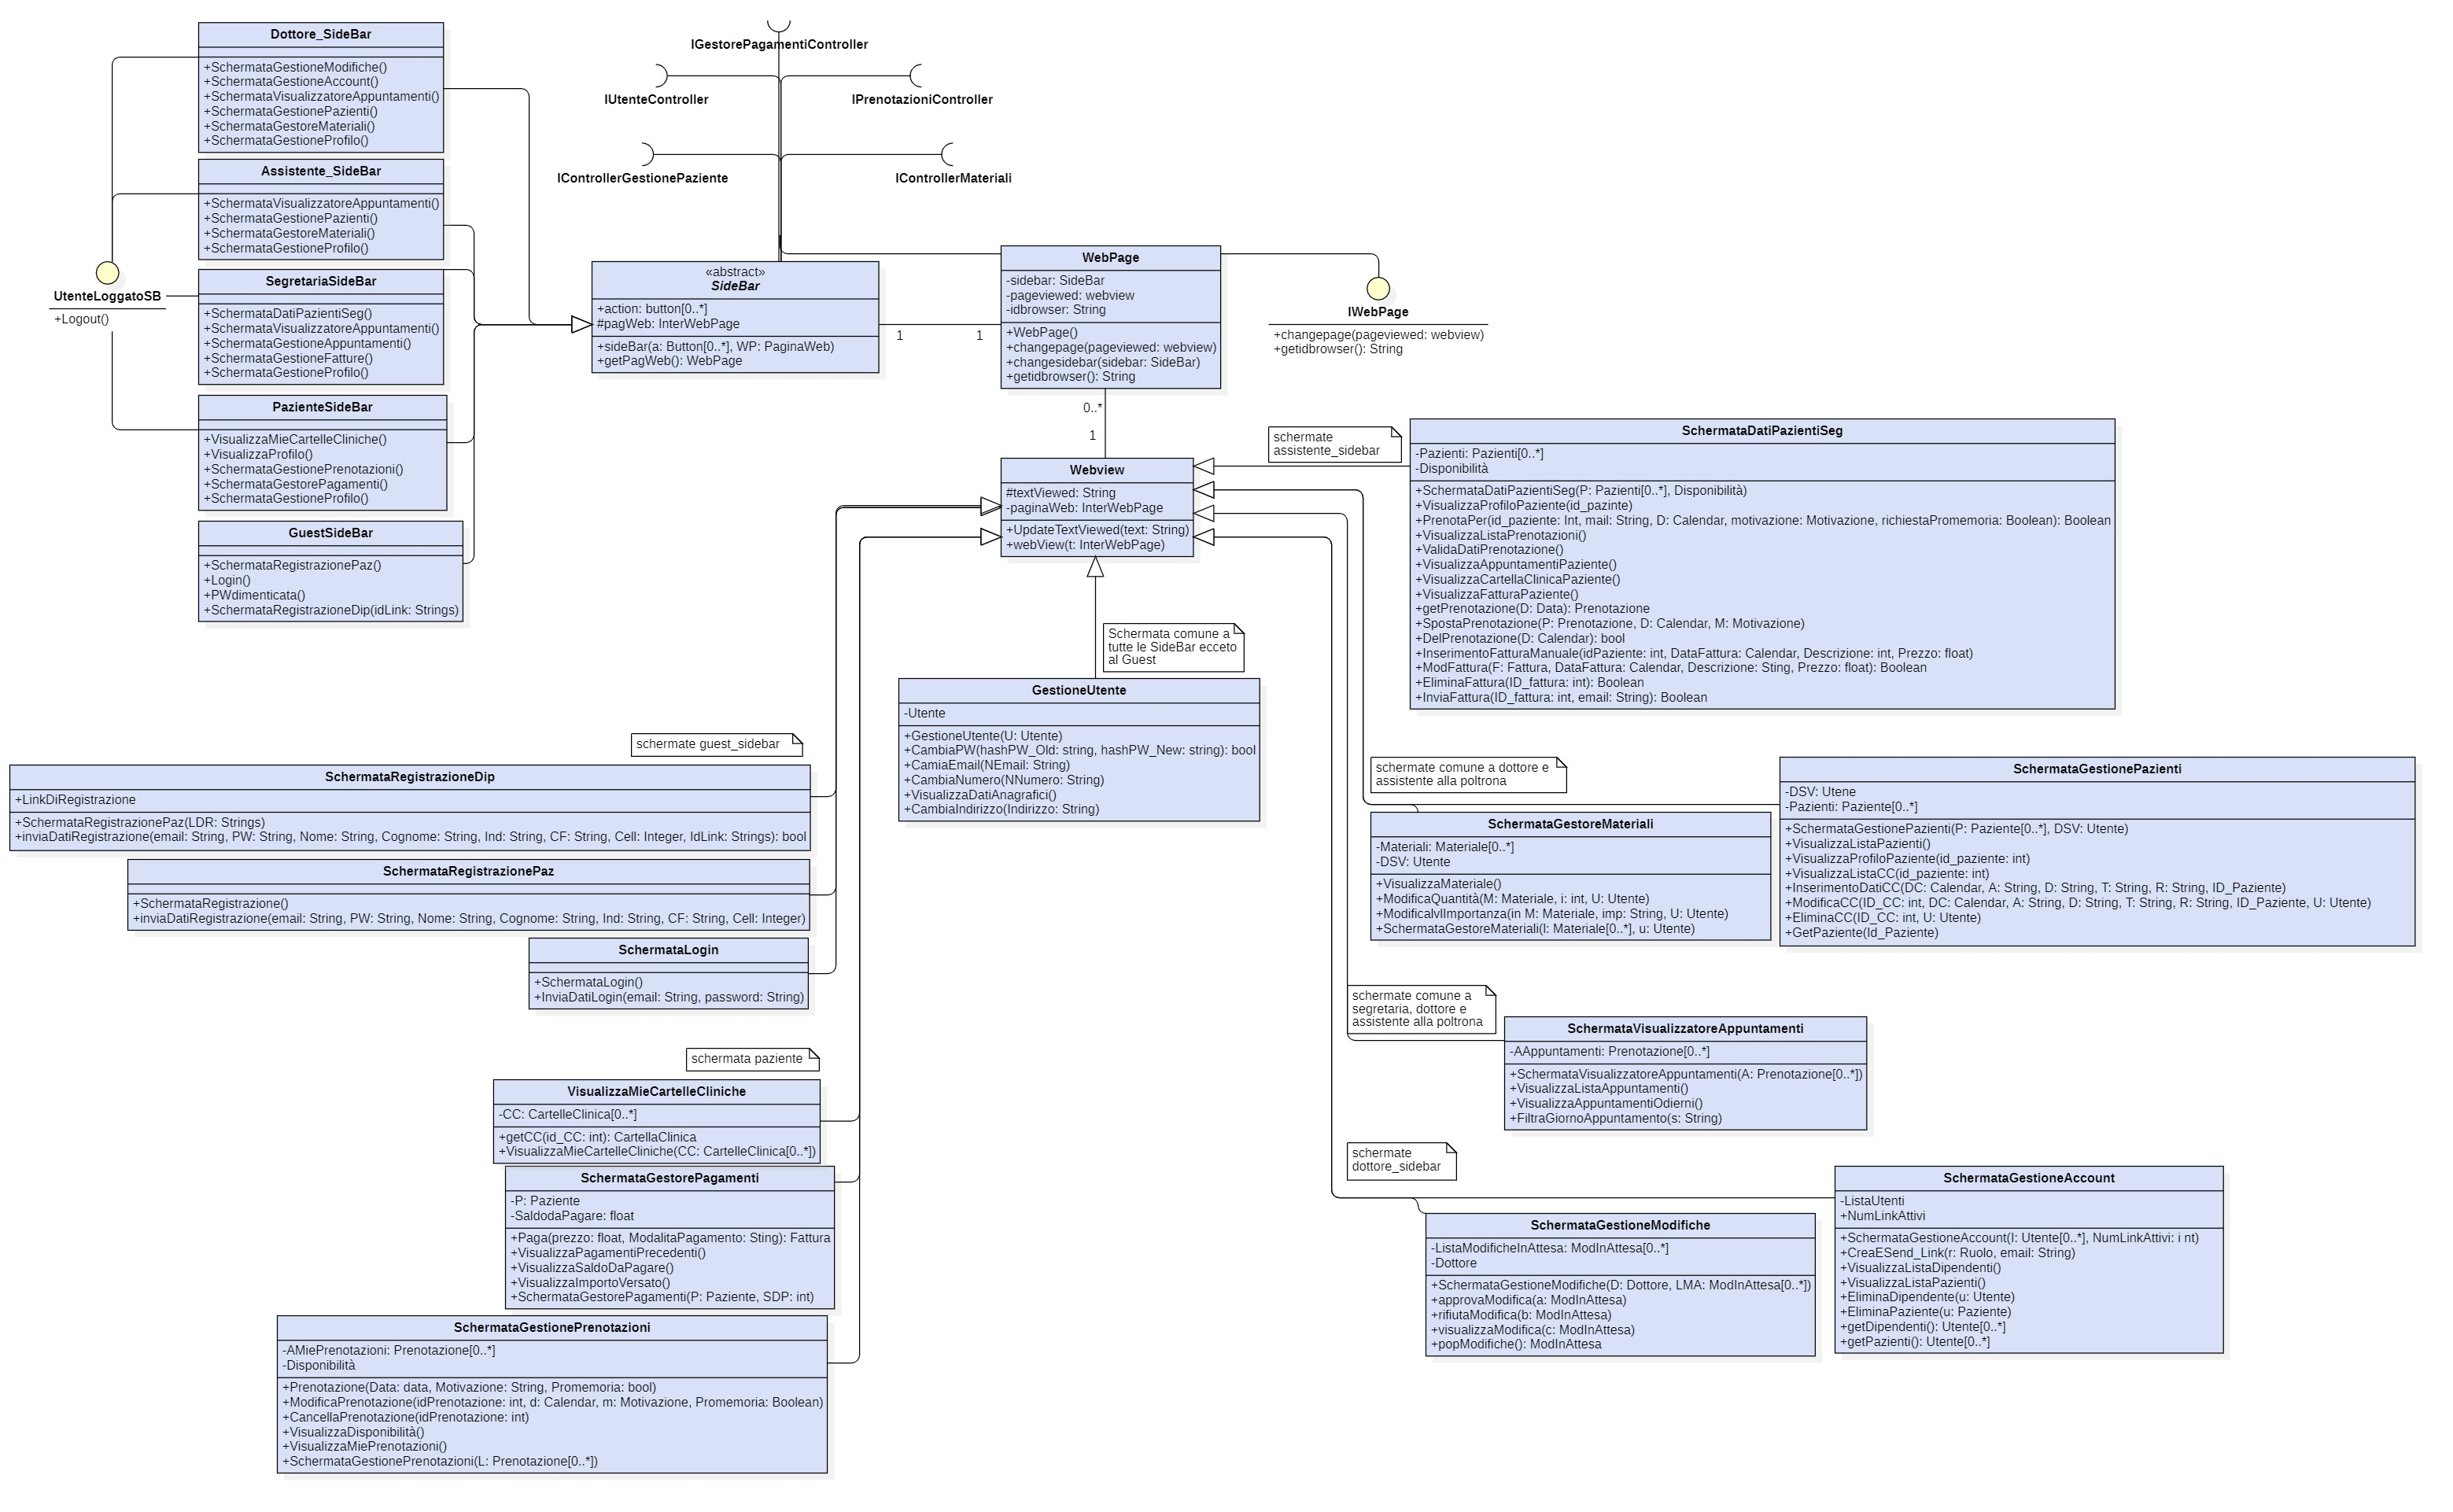 Dottore_SideBar
+SchermataGestioneModifiche()
+SchermataGestioneAccount()
+SchermataVisualizzatoreAppuntamenti()
+SchermataGestionePazienti()
+SchermataGestoreMateriali()
+SchermataGestioneProfilo()
Assistente_SideBar
+SchermataVisualizzatoreAppuntamenti()
+SchermataGestionePazienti()
+SchermataGestoreMateriali()
+SchermataGestioneProfilo()
UtenteLoggatoSB
+Logout()
SegretariaSideBar
+SchermataDatiPazientiSeg()
+SchermataVisualizzatoreAppuntamenti()
+SchermataGestioneAppuntamenti()
+SchermataGestioneFatture()
+SchermataGestioneProfilo()
PazienteSideBar
+VisualizzaMieCartelleCliniche()
+VisualizzaProfilo()
+SchermataGestionePrenotazioni()
+SchermataGestorePagamenti()
+SchermataGestioneProfilo()
GuestSideBar
+SchermataRegistrazionePaz()
+Login()
+PWdimenticata()
+SchermataRegistrazioneDip(idLink: Strings)
IGestorePagamentiController
IUtenteController
IPrenotazioniController
IControllerGestionePaziente
IControllerMateriali
«abstract»
SideBar
+action: button[0..*]
#pagWeb: InterWebPage
+sideBar(a: Button[0..*], WP: PaginaWeb)
+getPagWeb(): WebPage
1
1
WebPage
-sidebar: SideBar
-pageviewed: webview
-idbrowser: String
+WebPage()
+changepage(pageviewed: webview)
+changesidebar(sidebar: SideBar)
+getidbrowser(): String
IWebPage
+changepage(pageviewed: webview)
+getidbrowser(): String
0..*
1
Webview
#textViewed: String
-paginaWeb: InterWebPage
+UpdateTextViewed(text: String)
+webView(t: InterWebPage)
schermate
assistente_sidebar
SchermataDatiPazientiSeg
-Pazienti: Pazienti[0..*]
-Disponibilità
+SchermataDatiPazientiSeg(P: Pazienti[0..*], Disponibilità)
+VisualizzaProfiloPaziente(id_pazinte)
+PrenotaPer(id_paziente: Int, mail: String, D: Calendar, motivazione: Motivazione, richiestaPromemoria: Boolean): Boolean
+VisualizzaListaPrenotazioni()
+ValidaDatiPrenotazione()
+VisualizzaAppuntamentiPaziente()
+VisualizzaCartellaClinicaPaziente()
+VisualizzaFatturaPaziente()
+getPrenotazione(D: Data): Prenotazione
+SpostaPrenotazione(P: Prenotazione, D: Calendar, M: Motivazione)
+DelPrenotazione(D: Calendar): bool
+InserimentoFatturaManuale(idPaziente: int, DataFattura: Calendar, Descrizione: int, Prezzo: float)
+ModFattura(F: Fattura, DataFattura: Calendar, Descrizione: Sting, Prezzo: float): Boolean
+EliminaFattura(ID_fattura: int): Boolean
+InviaFattura(ID_fattura: int, email: String): Boolean
Schermata comune a
tutte le SideBar ecceto
al Guest
GestioneUtente
-Utente
+GestioneUtente(U: Utente)
+CambiaPW(hashPW_Old: string, hashPW_New: string): bool
+CamiaEmail(NEmail: String)
+CambiaNumero(NNumero: String)
+VisualizzaDatiAnagrafici()
+CambiaIndirizzo(Indirizzo: String)
schermate guest_sidebar
SchermataRegistrazioneDip
+LinkDiRegistrazione
+SchermataRegistrazionePaz(LDR: Strings)
+inviaDatiRegistrazione(email: String, PW: String, Nome: String, Cognome: String, Ind: String, CF: String, Cell: Integer, IdLink: Strings): bool
SchermataRegistrazionePaz
+SchermataRegistrazione()
+inviaDatiRegistrazione(email: String, PW: String, Nome: String, Cognome: String, Ind: String, CF: String, Cell: Integer)
SchermataLogin
+SchermataLogin()
+InviaDatiLogin(email: String, password: String)
schermate comune a dottore e
assistente alla poltrona
SchermataGestoreMateriali
-Materiali: Materiale[0..*]
-DSV: Utente
+VisualizzaMateriale()
+ModificaQuantità(M: Materiale, i: int, U: Utente)
+ModificalvlImportanza(in M: Materiale, imp: String, U: Utente)
+SchermataGestoreMateriali(l: Materiale[0..*], u: Utente)
SchermataGestionePazienti
-DSV: Utene
-Pazienti: Paziente[0..*]
+SchermataGestionePazienti(P: Paziente[0..*], DSV: Utente)
+VisualizzaListaPazienti()
+VisualizzaProfiloPaziente(id_paziente: int)
+VisualizzaListaCC(id_paziente: int)
+InserimentoDatiCC(DC: Calendar, A: String, D: String, T: String, R: String, ID_Paziente)
+ModificaCC(ID_CC: int, DC: Calendar, A: String, D: String, T: String, R: String, ID_Paziente, U: Utente)
+EliminaCC(ID_CC: int, U: Utente)
+GetPaziente(Id_Paziente)
schermate comune a
segretaria, dottore e
assistente alla poltrona
SchermataVisualizzatoreAppuntamenti
-AAppuntamenti: Prenotazione[0..*]
+SchermataVisualizzatoreAppuntamenti(A: Prenotazione[0..*])
+VisualizzaListaAppuntamenti()
+VisualizzaAppuntamentiOdierni()
+FiltraGiornoAppuntamento(s: String)
schermata paziente
VisualizzaMieCartelleCliniche
-CC: CartelleClinica[0..*]
+getCC(id_CC: int): CartellaClinica
+VisualizzaMieCartelleCliniche(CC: CartelleClinica[0..*])
SchermataGestorePagamenti
-P: Paziente
-SaldodaPagare: float
+Paga(prezzo: float, ModalitaPagamento: Sting): Fattura
+VisualizzaPagamentiPrecedenti()
+VisualizzaSaldoDaPagare()
+VisualizzaImportoVersato()
+SchermataGestorePagamenti(P: Paziente, SDP: int)
SchermataGestionePrenotazioni
-AMiePrenotazioni: Prenotazione[0..*]
-Disponibilità
+Prenotazione(Data: data, Motivazione: String, Promemoria: bool)
+ModificaPrenotazione(idPrenotazione: int, d: Calendar, m: Motivazione, Promemoria: Boolean)
+CancellaPrenotazione(idPrenotazione: int)
+VisualizzaDisponibilità()
+VisualizzaMiePrenotazioni()
+SchermataGestionePrenotazioni(L: Prenotazione[0..*])
schermate
dottore_sidebar
SchermataGestioneModifiche
-ListaModificheInAttesa: ModInAttesa[0..*]
-Dottore
+SchermataGestioneModifiche(D: Dottore, LMA: ModInAttesa[0..*])
+approvaModifica(a: ModInAttesa)
+rifiutaModifica(b: ModInAttesa)
+visualizzaModifica(c: ModInAttesa)
+popModifiche(): ModInAttesa
SchermataGestioneAccount
-ListaUtenti
+NumLinkAttivi
+SchermataGestioneAccount(l: Utente[0..*], NumLinkAttivi: i nt)
+CreaESend_Link(r: Ruolo, email: String)
+VisualizzaListaDipendenti()
+VisualizzaListaPazienti()
+EliminaDipendente(u: Utente)
+EliminaPaziente(u: Paziente)
+getDipendenti(): Utente[0..*]
+getPazienti(): Utente[0..*]